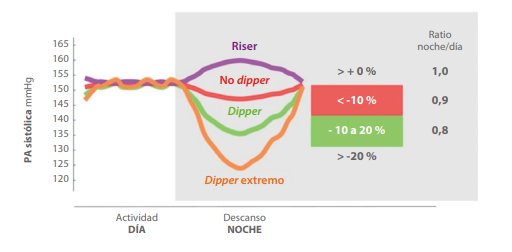 Ratio
noche/día
PA sistólica mmHg
165
160
155
150
145
140
135
130
125
120
Riser
No dipper
Dipper
Dipper extremo
> + 0 %
1,0
< -10 %
0,9
- 10 a 20 %
0,8
> -20 %
Actividad
DÍA
Descanso
NOCHE